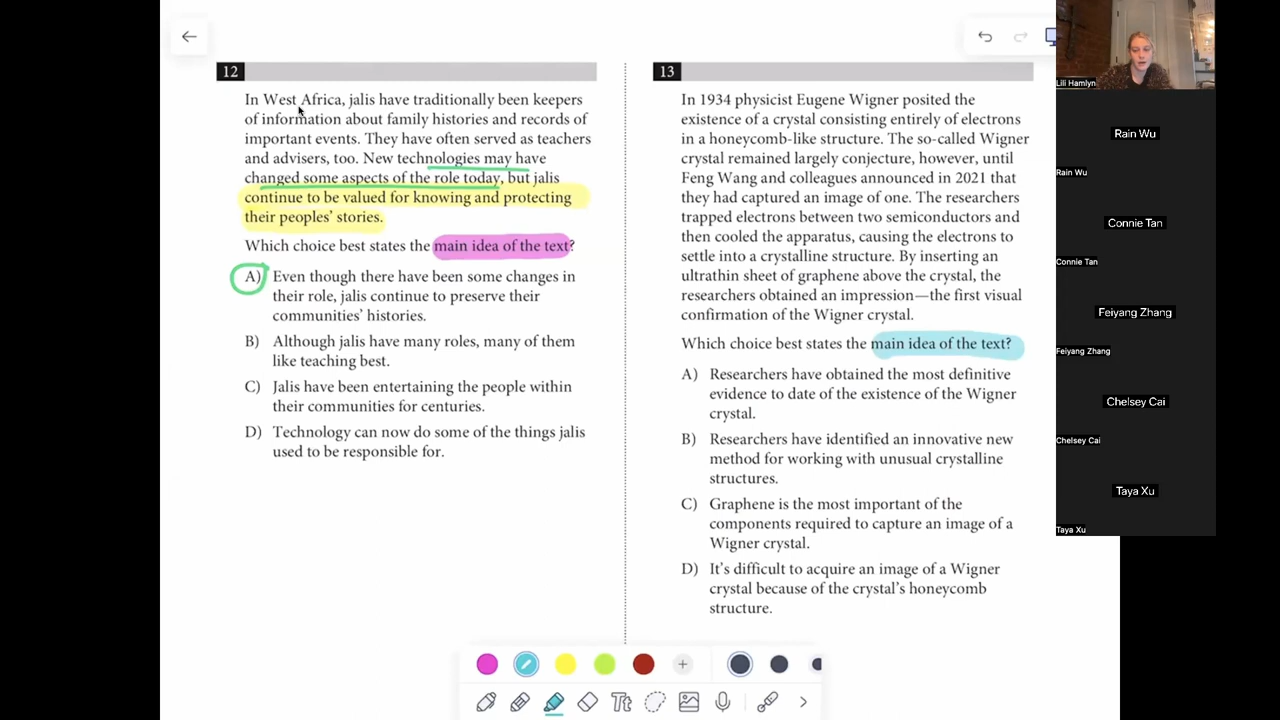 12
In West Africa, jalis have traditionally been keepers
of information about family histories and records of
important events. They have often served as teachers
and advisers, too. New technologies may have
changed some aspects of the role today, but jalis
continue to be valued for knowing and protecting
their peoples’ stories.
Which choice best states the main idea of the text?
A) Even though there have been some changes in
their role, jalis continue to preserve their
communities’ histories.
B) Although jalis have many roles, many of them
like teaching best.
C) Jalis have been entertaining the people within
their communities for centuries.
D) Technology can now do some of the things jalis
used to be responsible for.
13
In 1934 physicist Eugene Wigner posited the
existence of a crystal consisting entirely of electrons
in a honeycomb-like structure. The so-called Wigner
crystal remained largely conjecture, however, until
Feng Wang and colleagues announced in 2021 that
they had captured an image of one. The researchers
trapped electrons between two semiconductors and
then cooled the apparatus, causing the electrons to
settle into a crystalline structure. By inserting an
ultrathin sheet of graphene above the crystal, the
researchers obtained an impression—the first visual
confirmation of the Wigner crystal.
Which choice best states the main idea of the text?
A) Researchers have obtained the most definitive
evidence to date of the existence of the Wigner
crystal.
B) Researchers have identified an innovative new
method for working with unusual crystalline
structures.
C) Graphene is the most important of the
components required to capture an image of a
Wigner crystal.
D) It’s difficult to acquire an image of a Wigner
crystal because of the crystal’s honeycomb
structure.
Tt
Lili Hamlyn
Rain Wu
Rain Wu
Connie Tan
Connie Tan
Feiyang Zhang
Feiyang Zhang
Chelsey Cai
Chelsey Cai
Taya Xu
Taya Xu